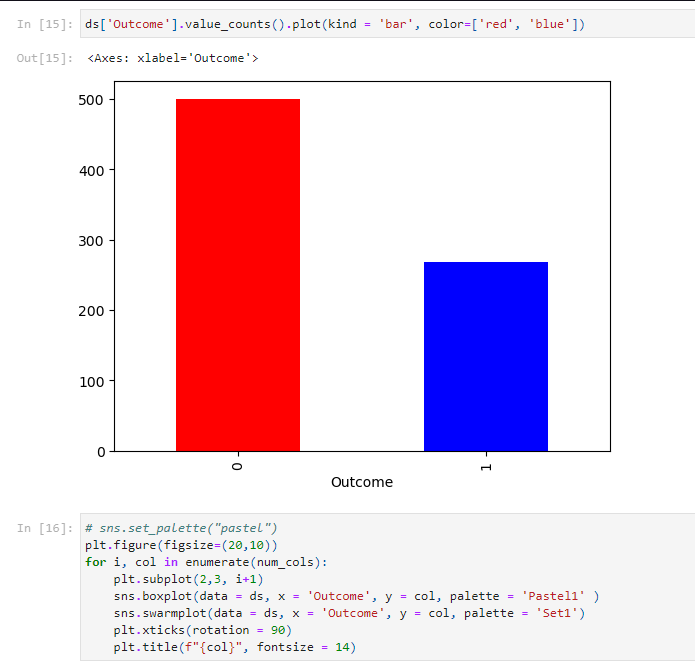 In [15]: ds['Outcome'].value_counts().plot(kind = 'bar', color=['red', 'blue'])
Out[15]: <Axes: xlabel='Outcome'>
500
400
300
200
100
0
0 1
Outcome
In [16]: # sns.set_palette("pastel")
plt.figure(figsize=(20,10))
for i, col in enumerate(num_cols):
    plt.subplot(2,3, i+1)
    sns.boxplot(data = ds, x = 'Outcome', y = col, palette = 'Pastel1' )
    sns.swarmplot(data = ds, x = 'Outcome', y = col, palette = 'Set1')
    plt.xticks(rotation = 90)
    plt.title(f"{col}", fontsize = 14)